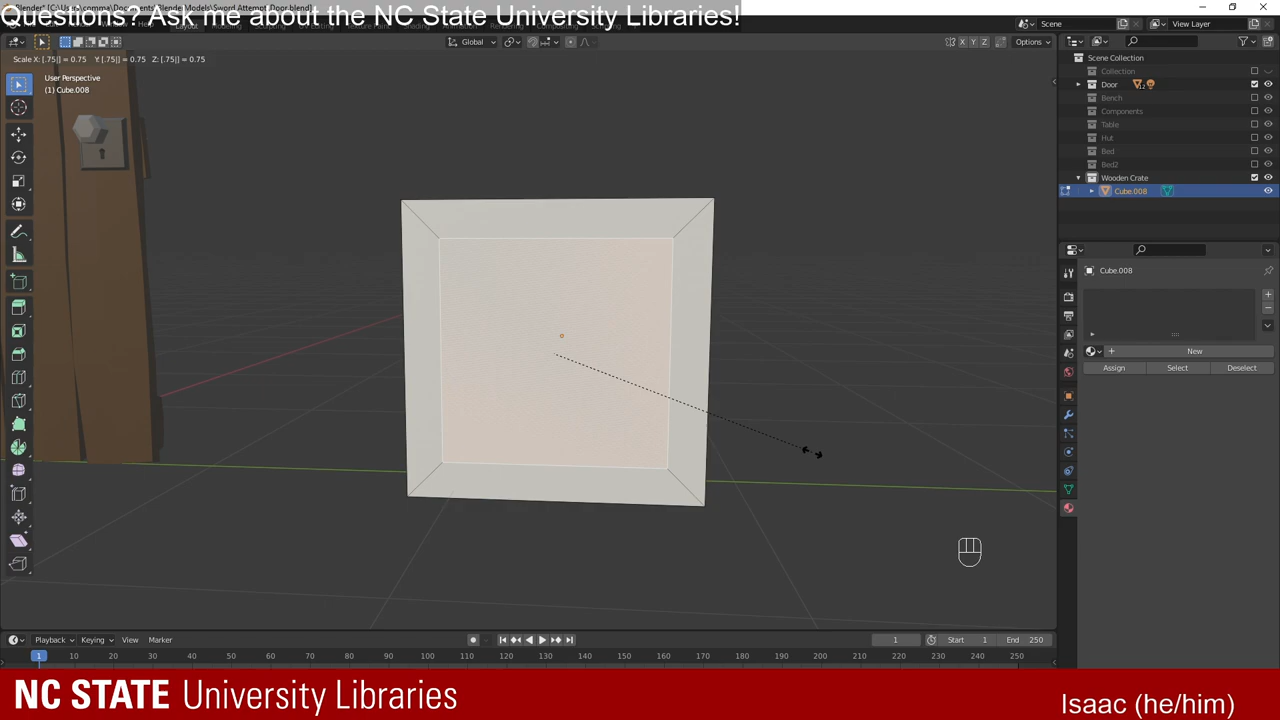 Questions? Ask me about the NC State University Libraries!
Scene
View Layer
Global
X Y Z
Options
Scale X: [.75|] = 0.75 Y: [.75|] = 0.75 Z: [.75|] = 0.75
User Perspective
(1) Cube.008
Scene Collection
Collection
Door
12
Bench
Components
Table
Hut
Bed
Bed2
Wooden Crate
Cube.008
Cube.008
New
Assign
Select
Deselect
Playback
Keying
View
Marker
1
Start 1
End 250
1 10 20 30 40 50 60 70 80 90 100 110 120 130 140 150 160 170 180 190 200 210 220 230 240 250
NC STATE University Libraries
Isaac (he/him)